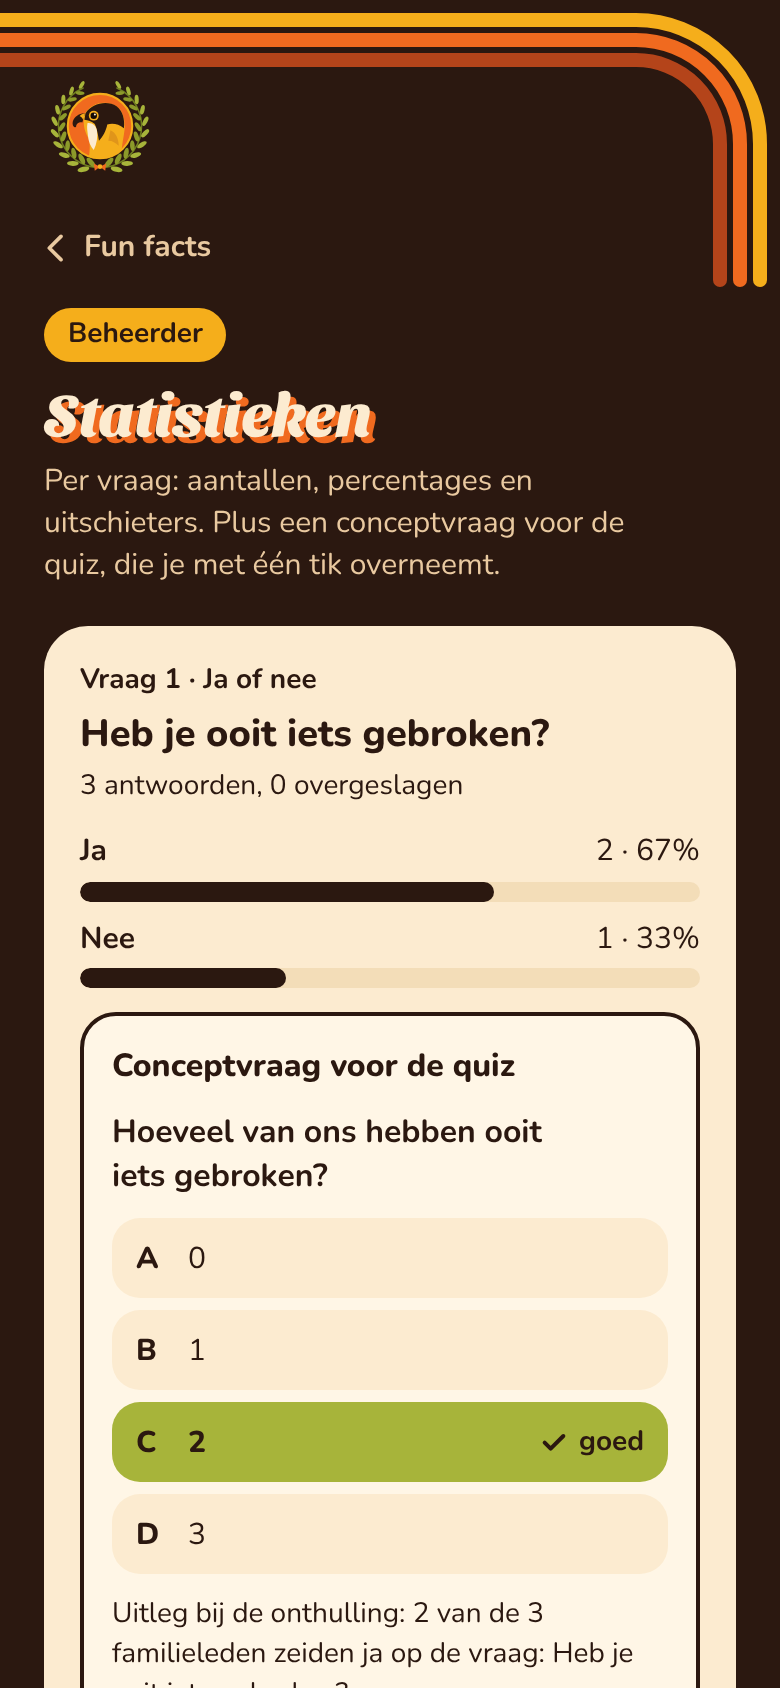 Fun facts
Beheerder
Statistieken
Per vraag: aantallen, percentages en
uitschieters. Plus een conceptvraag voor de
quiz, die je met één tik overneemt.
Vraag 1 · Ja of nee
Heb je ooit iets gebroken?
3 antwoorden, 0 overgeslagen
Ja 2 · 67%
Nee 1 · 33%
Conceptvraag voor de quiz
Hoeveel van ons hebben ooit
iets gebroken?
A 0
B 1
C 2 goed
D 3
Uitleg bij de onthulling: 2 van de 3
familieleden zeiden ja op de vraag: Heb je